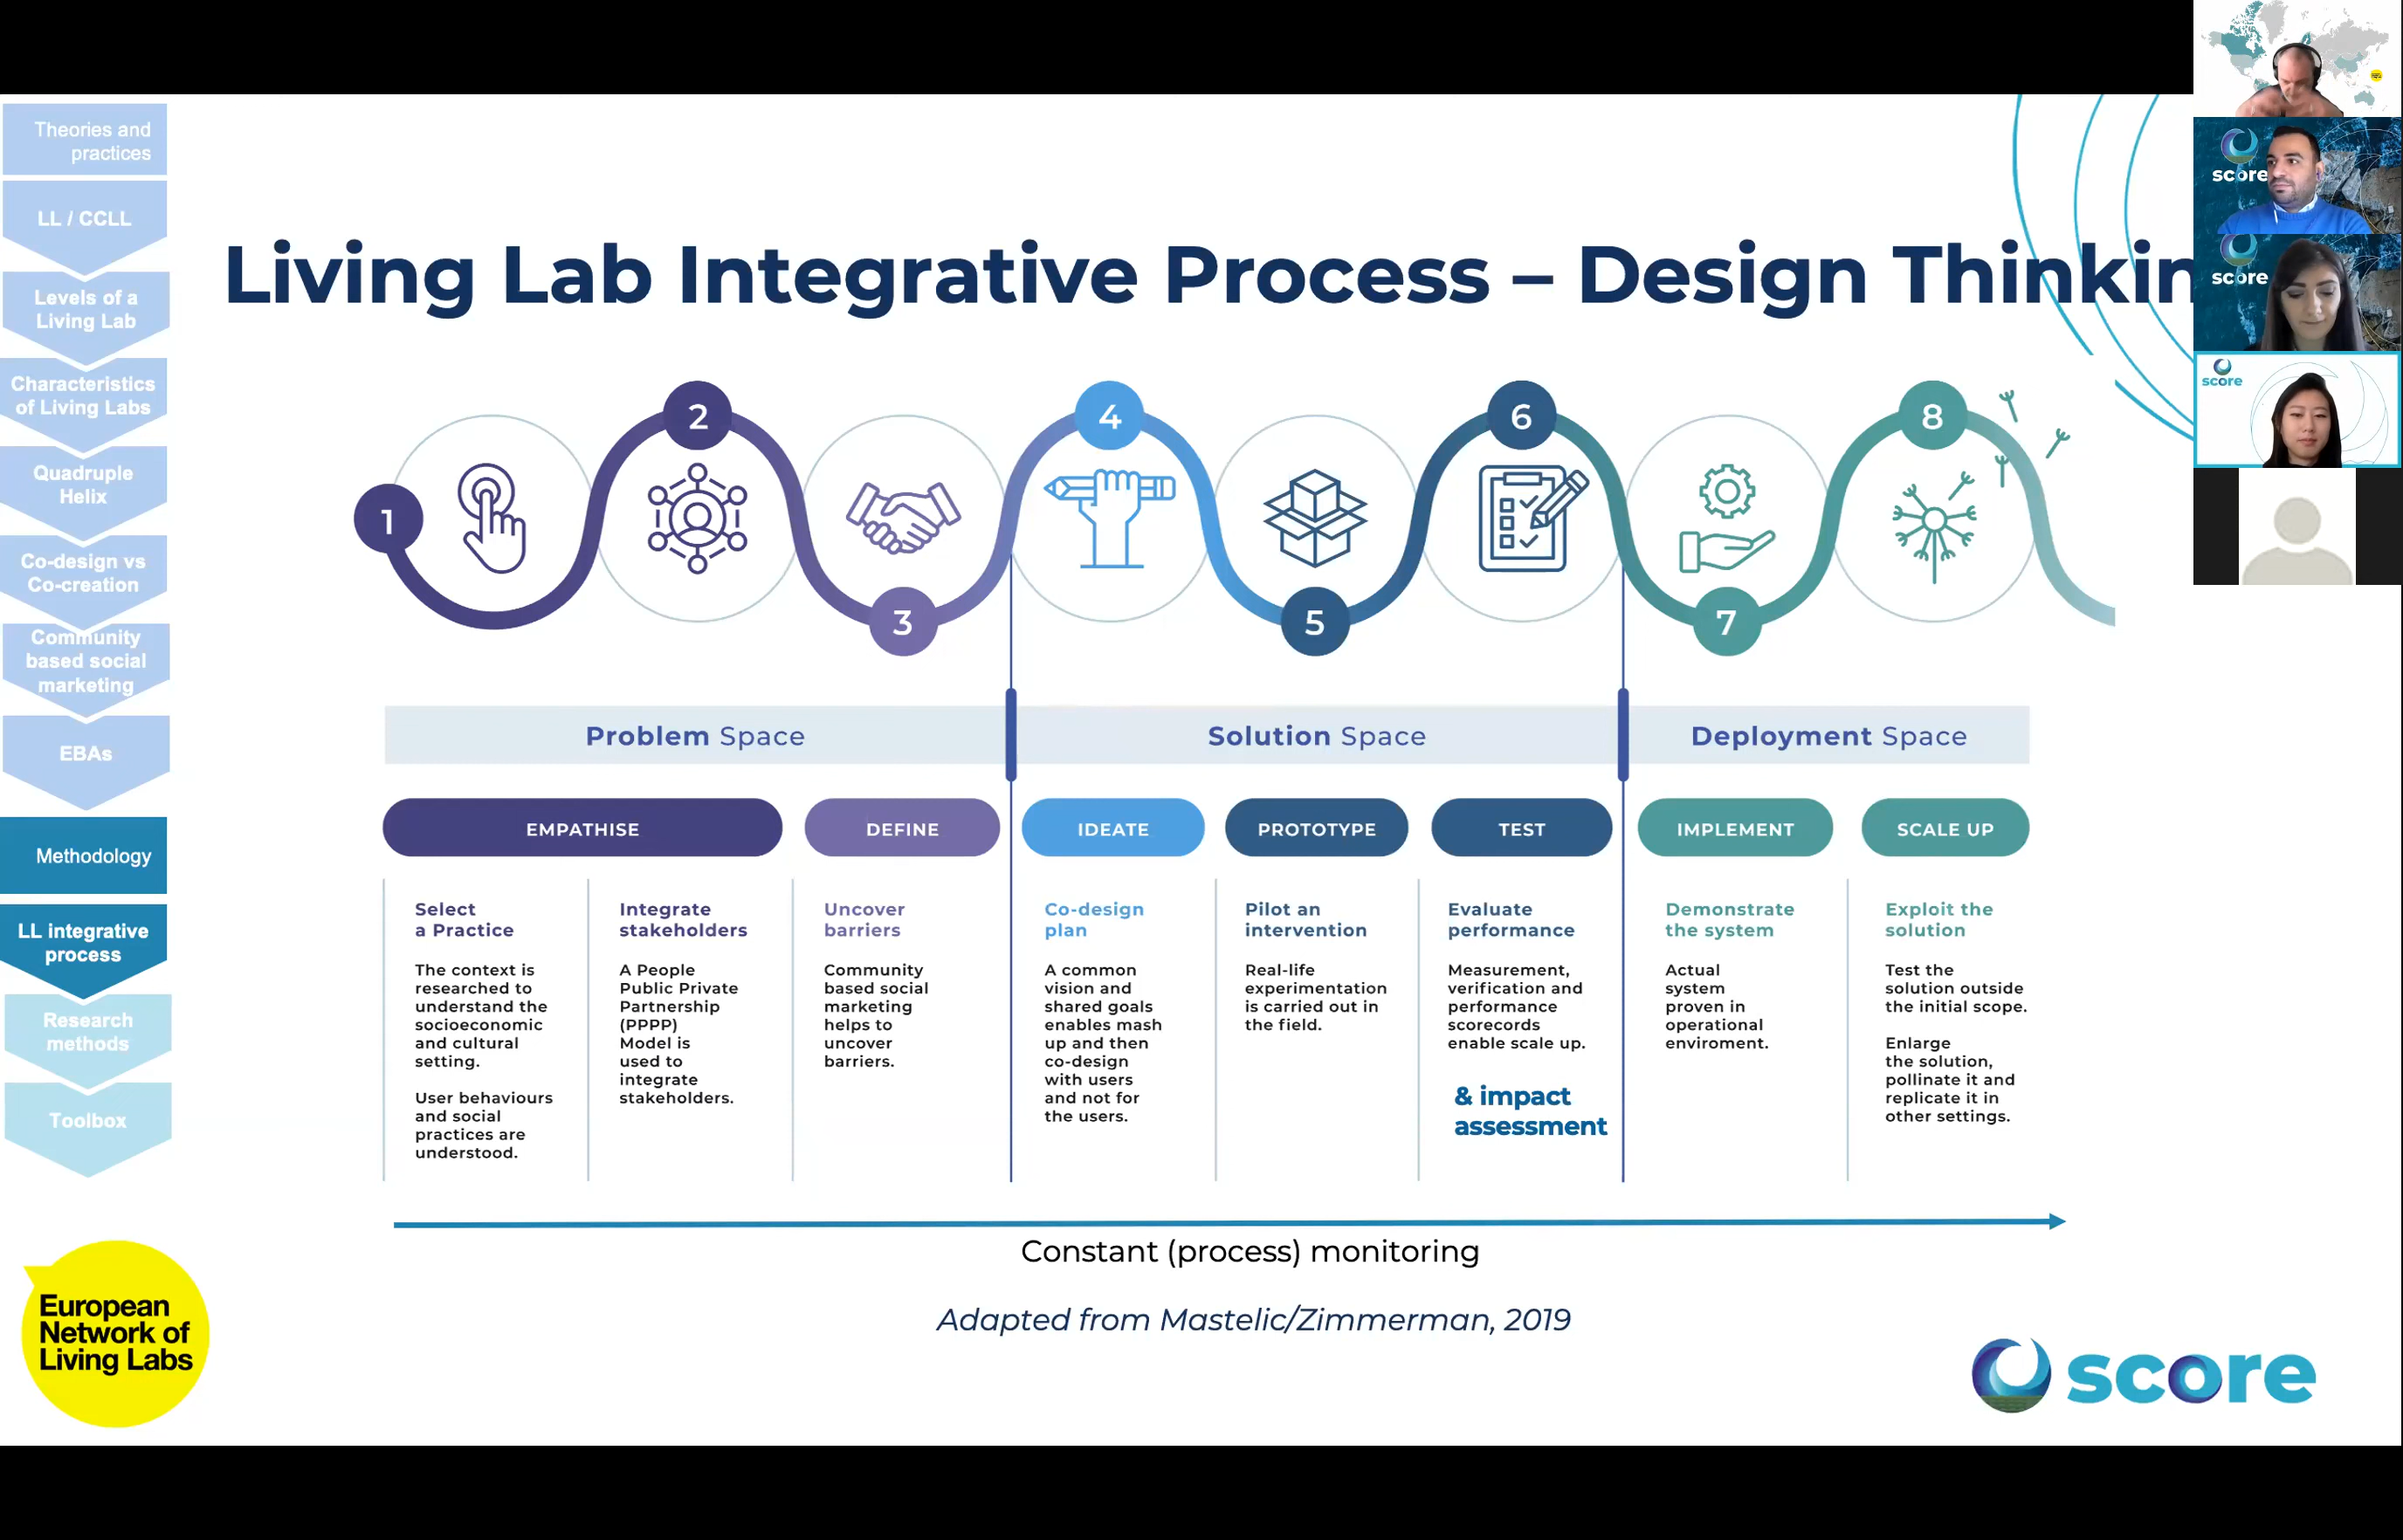 Theories and
practices
LL / CCLL
Levels of a
Living Lab
Characteristics
of Living Labs
Quadruple
Helix
Co-design vs
Co-creation
Community
based social
marketing
EBAs
Methodology
LL integrative
process
Research
methods
Toolbox
European
Network of
Living Labs
Living Lab Integrative Process – Design Thinkin
1
2
3
4
5
6
7
8
Problem Space
Solution Space
Deployment Space
EMPATHISE
DEFINE
IDEATE
PROTOTYPE
TEST
IMPLEMENT
SCALE UP
Select
a Practice
The context is
researched to
understand the
socioeconomic
and cultural
setting.
User behaviours
and social
practices are
understood.
Integrate
stakeholders
A People
Public Private
Partnership
(PPPP)
Model is
used to
integrate
stakeholders.
Uncover
barriers
Community
based social
marketing
helps to
uncover
barriers.
Co-design
plan
A common
vision and
shared goals
enables mash
up and then
co-design
with users
and not for
the users.
Pilot an
intervention
Real-life
experimentation
is carried out in
the field.
Evaluate
performance
Measurement,
verification and
performance
scorecords
enable scale up.
& impact
assessment
Demonstrate
the system
Actual
system
proven in
operational
enviroment.
Exploit the
solution
Test the
solution outside
the initial scope.
Enlarge
the solution,
pollinate it and
replicate it in
other settings.
Constant (process) monitoring
Adapted from Mastelic/Zimmerman, 2019
score
score
score
score